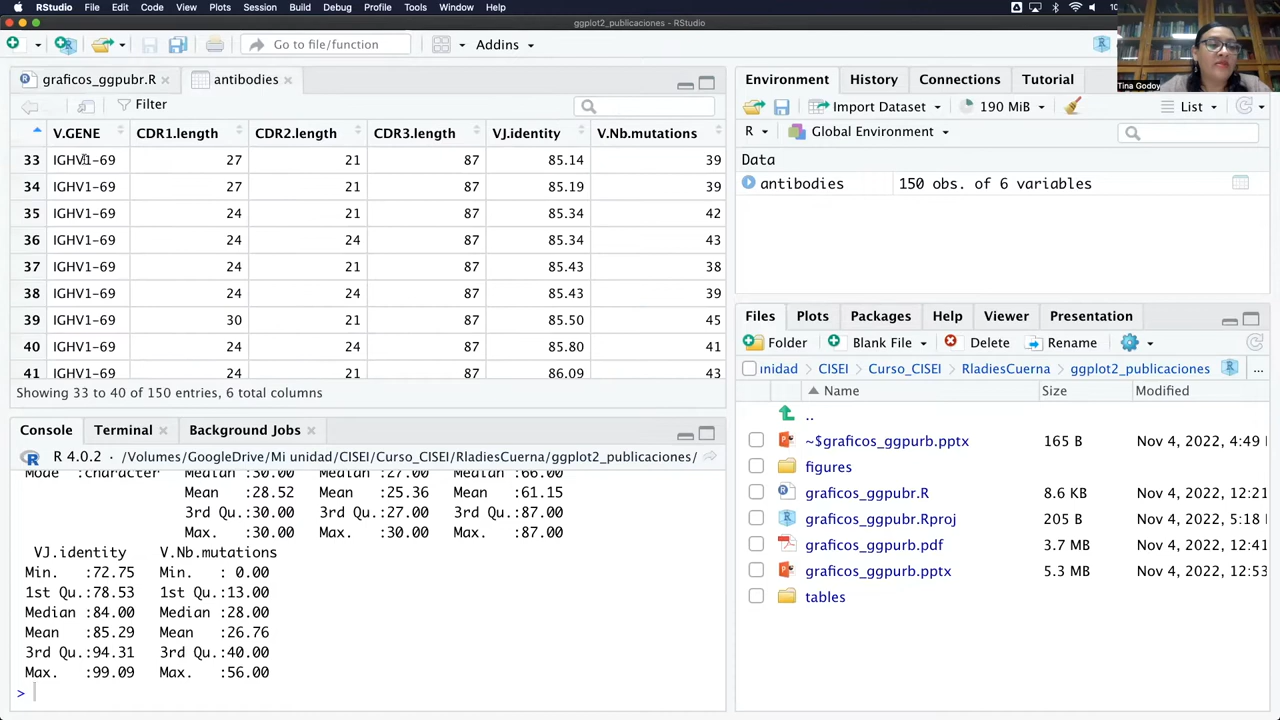 RStudio File Edit Code View Plots Session Build Debug Profile Tools Window Help
ggplot2_publicaciones - RStudio
Go to file/function Addins
Tina Godoy
graficos_ggpubr.R antibodies
Filter
V.GENE CDR1.length CDR2.length CDR3.length VJ.identity V.Nb.mutations
33 IGHV1-69 27 21 87 85.14 39
34 IGHV1-69 27 21 87 85.19 39
35 IGHV1-69 24 21 87 85.34 42
36 IGHV1-69 24 24 87 85.34 43
37 IGHV1-69 24 21 87 85.43 38
38 IGHV1-69 24 24 87 85.43 39
39 IGHV1-69 30 21 87 85.50 45
40 IGHV1-69 24 24 87 85.80 41
41 IGHV1-69 24 21 87 86.09 43
Showing 33 to 40 of 150 entries, 6 total columns
Console Terminal Background Jobs
R 4.0.2 · /Volumes/GoogleDrive/Mi unidad/CISEI/Curso_CISEI/RladiesCuerna/ggplot2_publicaciones/
Mode :character Median :30.00 Median :27.00 Median :66.00
Mean :28.52 Mean :25.36 Mean :61.15
3rd Qu.:30.00 3rd Qu.:27.00 3rd Qu.:87.00
Max. :30.00 Max. :30.00 Max. :87.00
VJ.identity V.Nb.mutations
Min. :72.75 Min. : 0.00
1st Qu.:78.53 1st Qu.:13.00
Median :84.00 Median :28.00
Mean :85.29 Mean :26.76
3rd Qu.:94.31 3rd Qu.:40.00
Max. :99.09 Max. :56.00
>
Environment History Connections Tutorial
Import Dataset 190 MiB List
R Global Environment
Data
antibodies 150 obs. of 6 variables
Files Plots Packages Help Viewer Presentation
Folder Blank File Delete Rename
unidad CISEI Curso_CISEI RladiesCuerna ggplot2_publicaciones ...
Name Size Modified
..
~$graficos_ggpurb.pptx 165 B Nov 4, 2022, 4:49
figures
graficos_ggpubr.R 8.6 KB Nov 4, 2022, 12:21
graficos_ggpubr.Rproj 205 B Nov 4, 2022, 5:18
graficos_ggpurb.pdf 3.7 MB Nov 4, 2022, 12:41
graficos_ggpurb.pptx 5.3 MB Nov 4, 2022, 12:53
tables